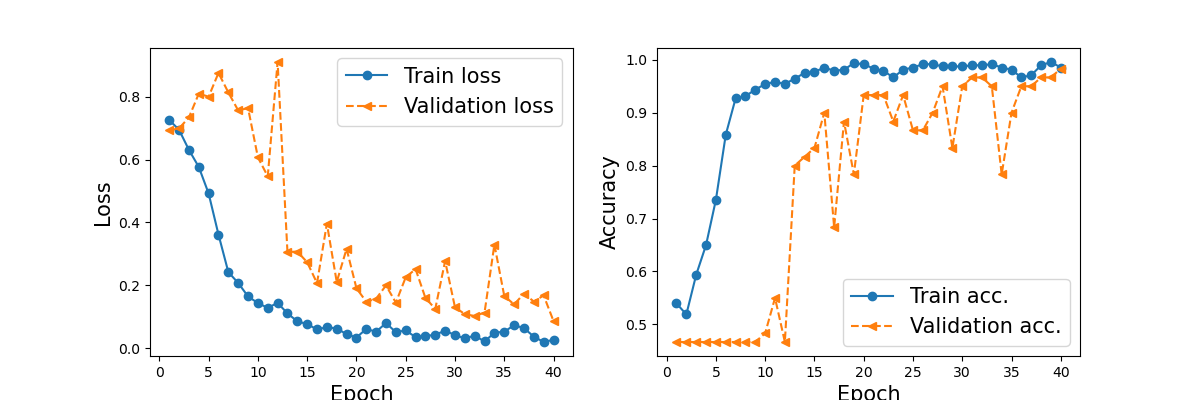 Train loss
Validation loss
0.8
0.6
0.4
0.2
0.0
Loss
0 5 10 15 20 25 30 35 40
Epoch
1.0
0.9
0.8
0.7
0.6
0.5
Accuracy
Train acc.
Validation acc.
0 5 10 15 20 25 30 35 40
Epoch